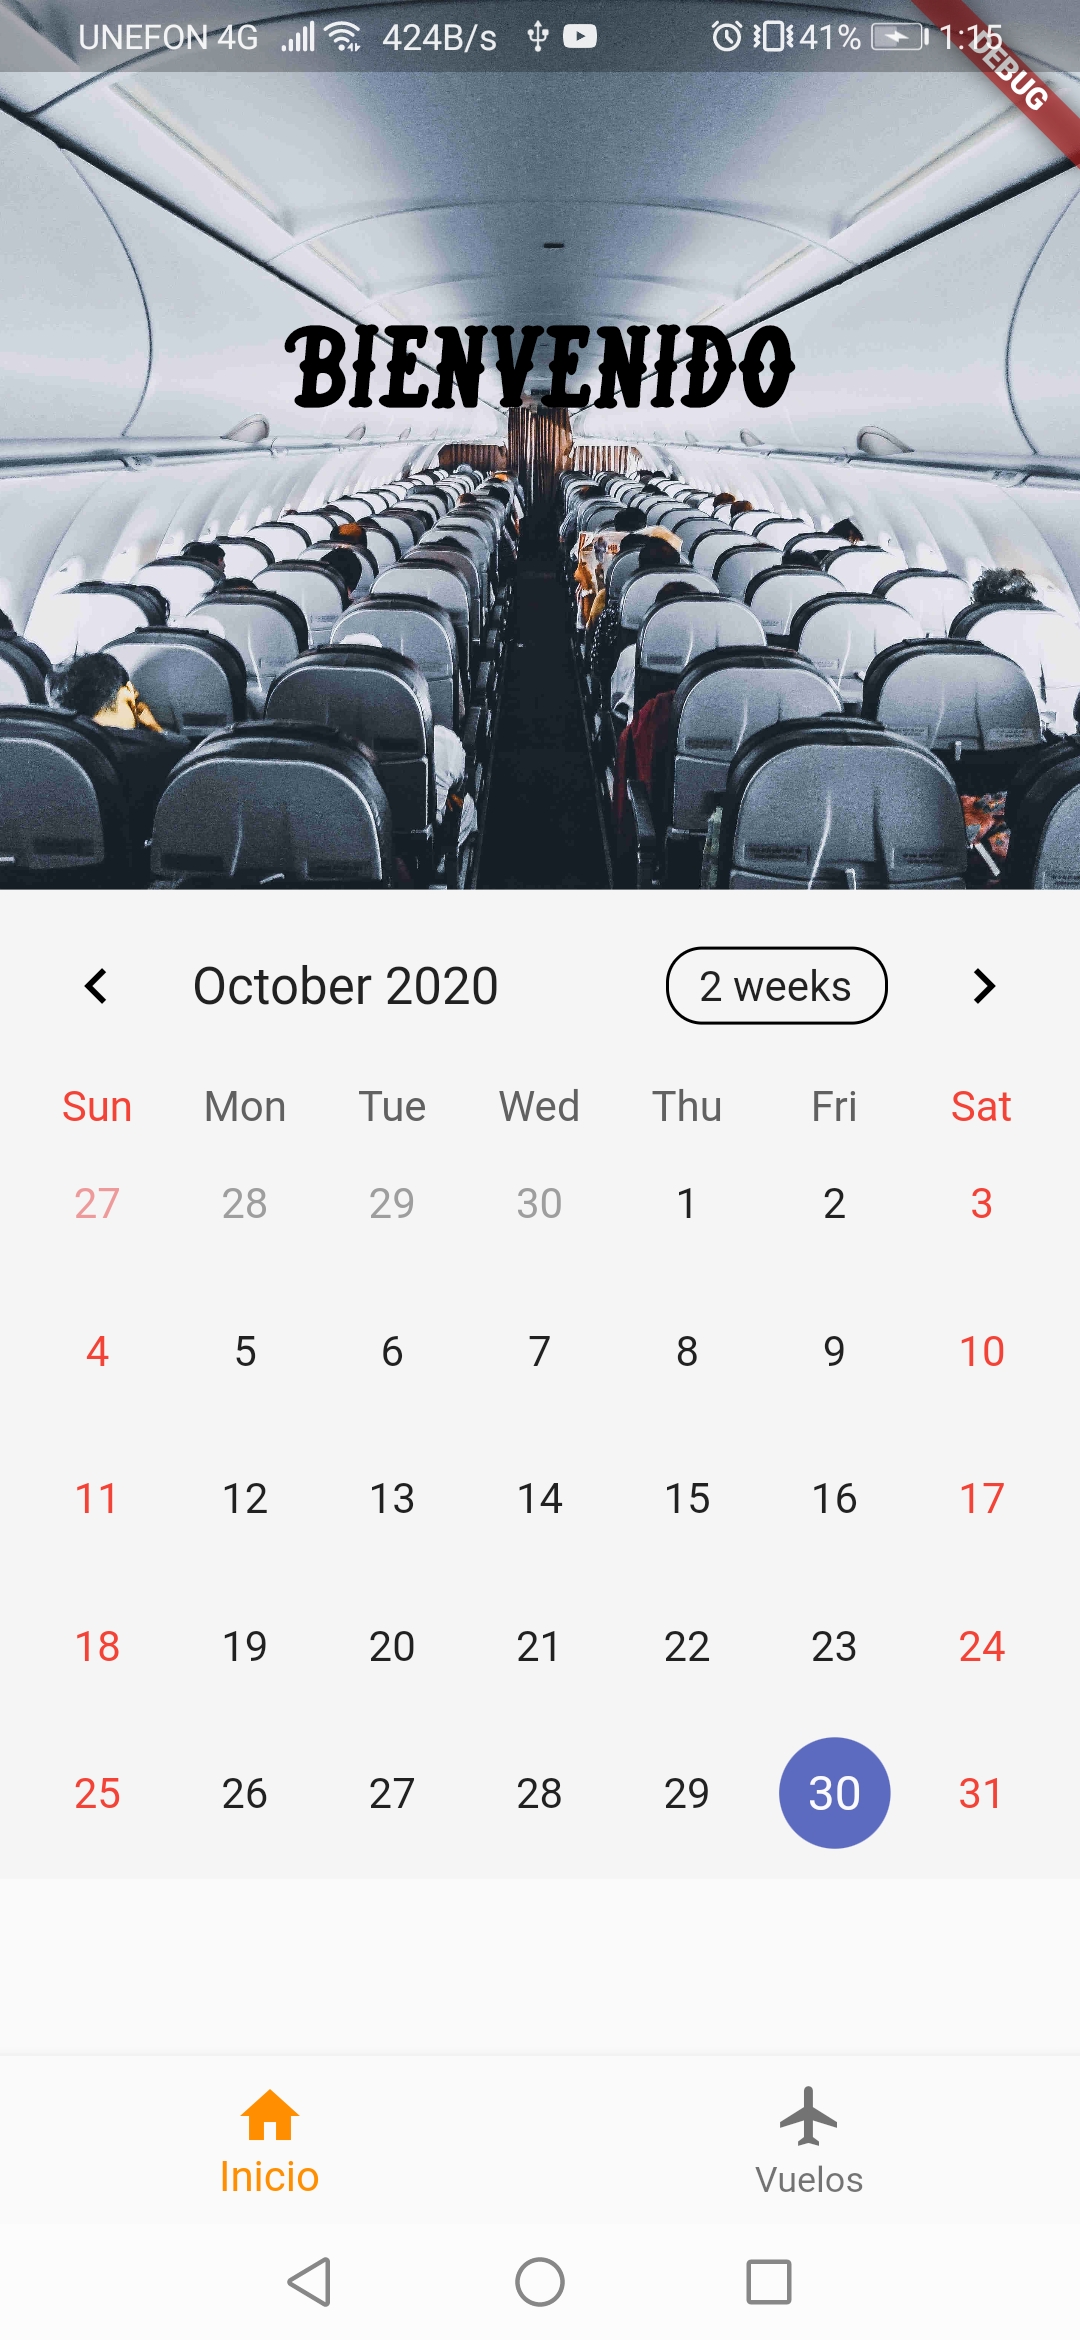 UNEFON 4G 424B/s 41% 1:15
DEBUG
BIENVENIDO
October 2020 2 weeks
Sun Mon Tue Wed Thu Fri Sat
27 28 29 30 1 2 3
4 5 6 7 8 9 10
11 12 13 14 15 16 17
18 19 20 21 22 23 24
25 26 27 28 29 30 31
Inicio Vuelos